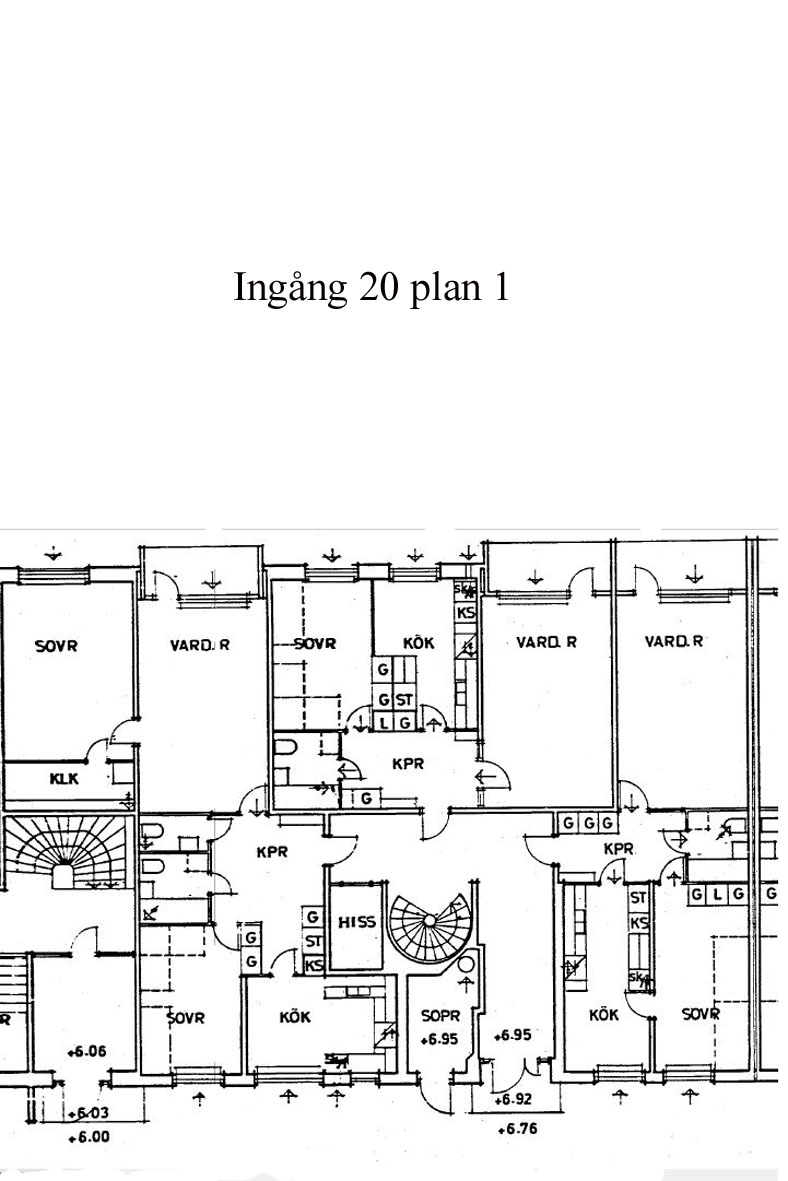 Ingång 20 plan 1
SOVR
VARD. R
SOVR
KÖK
KS
VARD. R
VARD. R
G
G ST
L G
KLK
KPR
G
KPR
G G G
KPR
HISS
G
G
G
ST
KS
ST
KS
G L G
G
SOVR
KÖK
SOPR
+6.95
+6.95
KÖK
SOVR
R
+6.06
+6.03
+6.00
+6.92
+6.76